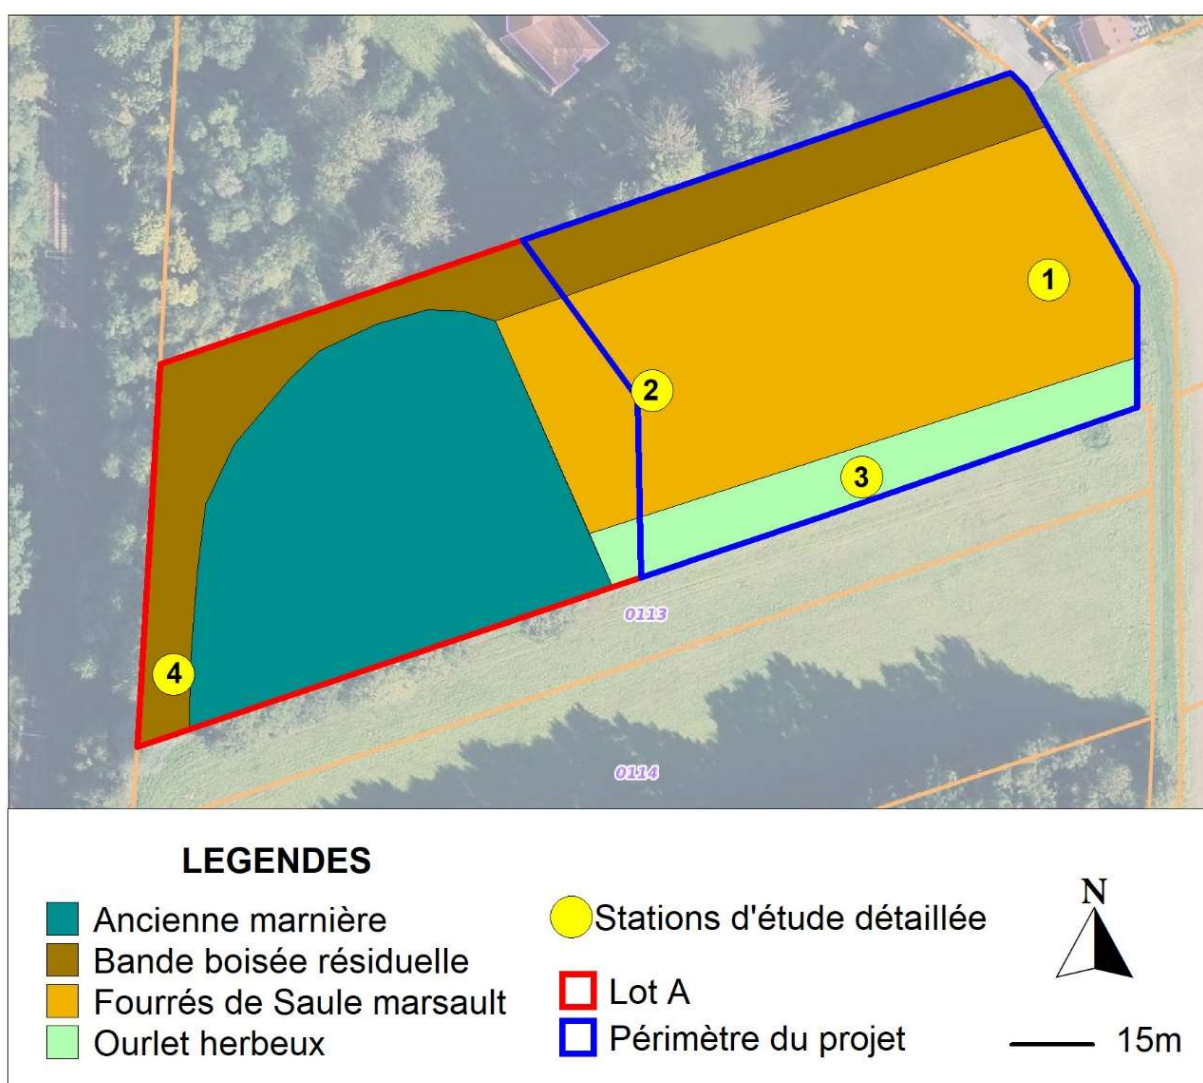 1
2
3
0113
4
0114
LEGENDES
Ancienne marnière
Bande boisée résiduelle
Fourrés de Saule marsault
Ourlet herbeux
Stations d'étude détaillée
Lot A
Périmètre du projet
N
15m